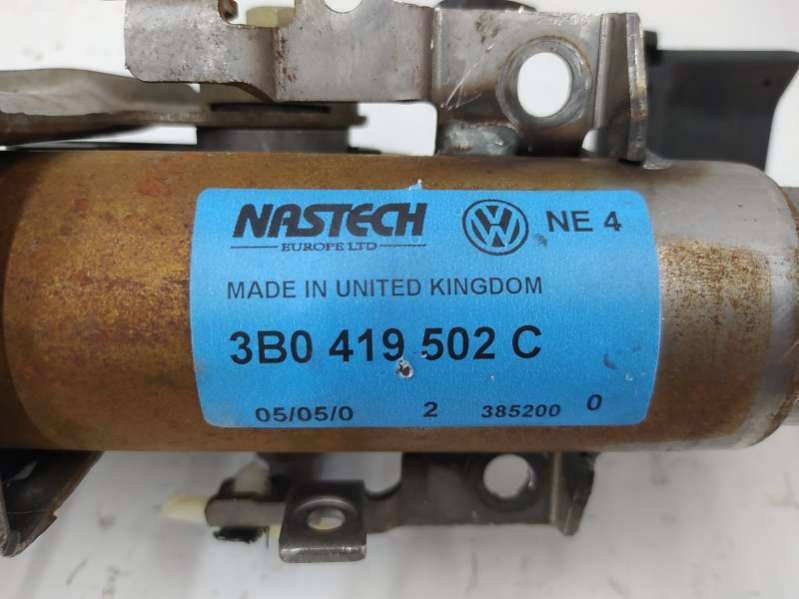 NASTECH
EUROPE LTD
VW
NE 4
MADE IN UNITED KINGDOM
3B0 419 502 C
05/05/0 2 385200 0